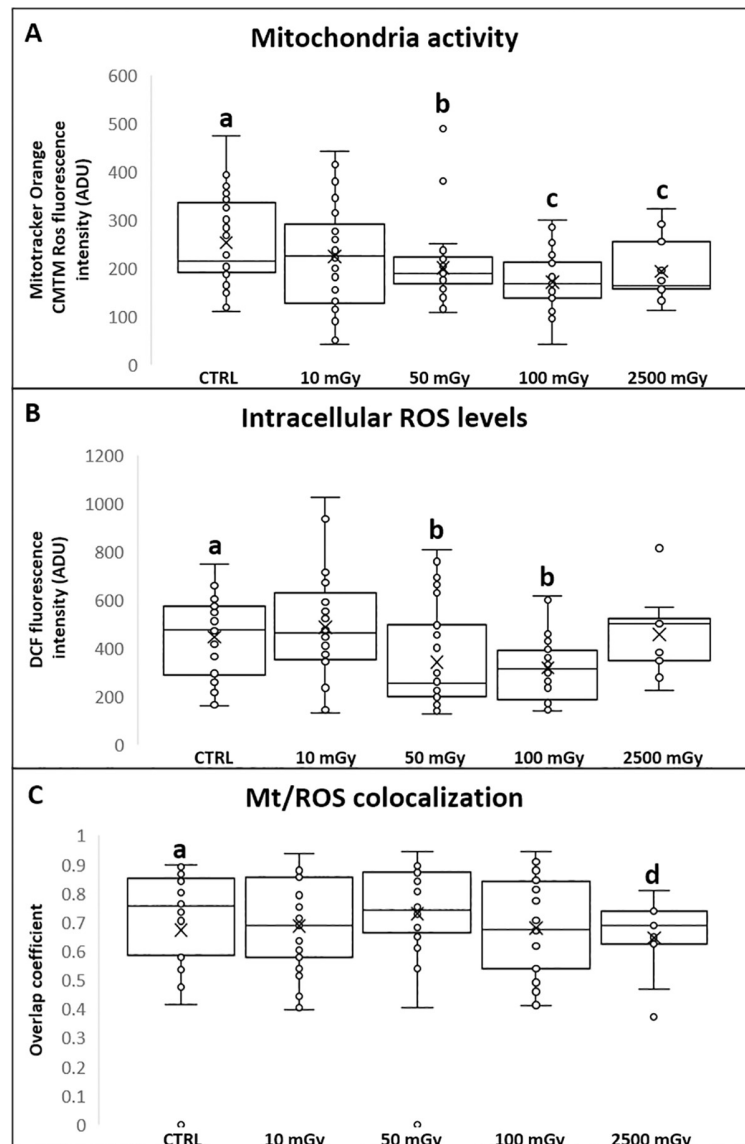 A
Mitochondria activity
Mitotracker Orange
CMTM Ros fluorescence
intensity (ADU)
600
500
400
300
200
100
0
a
b
c
c
CTRL
10 mGy
50 mGy
100 mGy
2500 mGy
B
Intracellular ROS levels
DCF fluorescence
intensity (ADU)
1200
1000
800
600
400
200
0
a
b
b
CTRL
10 mGy
50 mGy
100 mGy
2500 mGy
C
Mt/ROS colocalization
Overlap coefficient
1
0.9
0.8
0.7
0.6
0.5
0.4
0.3
0.2
0.1
0
a
d
CTRL
10 mGy
50 mGy
100 mGy
2500 mGy